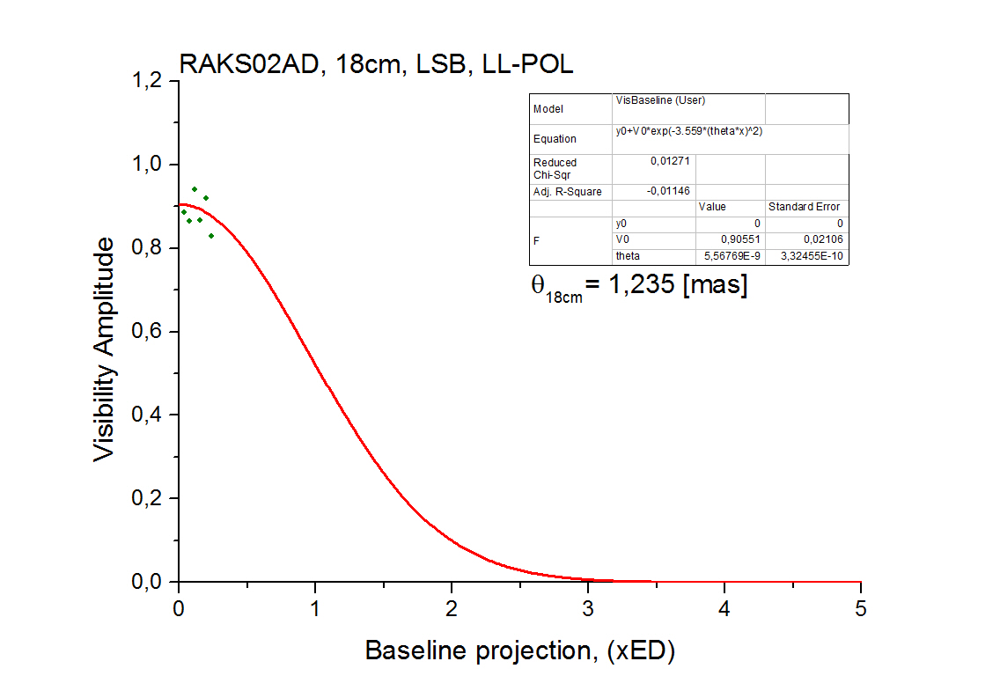 RAKS02AD, 18cm, LSB, LL-POL
1,2
1,0
0,8
0,6
0,4
0,2
0,0
Visibility Amplitude
0 1 2 3 4 5
Baseline projection, (xED)
Model VisBaseline (User)
Equation y0+V0*exp(-3.559*(theta*x)^2)
Reduced
Chi-Sqr 0,01271
Adj. R-Square -0,01146
Value Standard Error
F y0 0 0
V0 0,90551 0,02106
theta 5,56769E-9 3,32455E-10
θ18cm = 1,235 [mas]